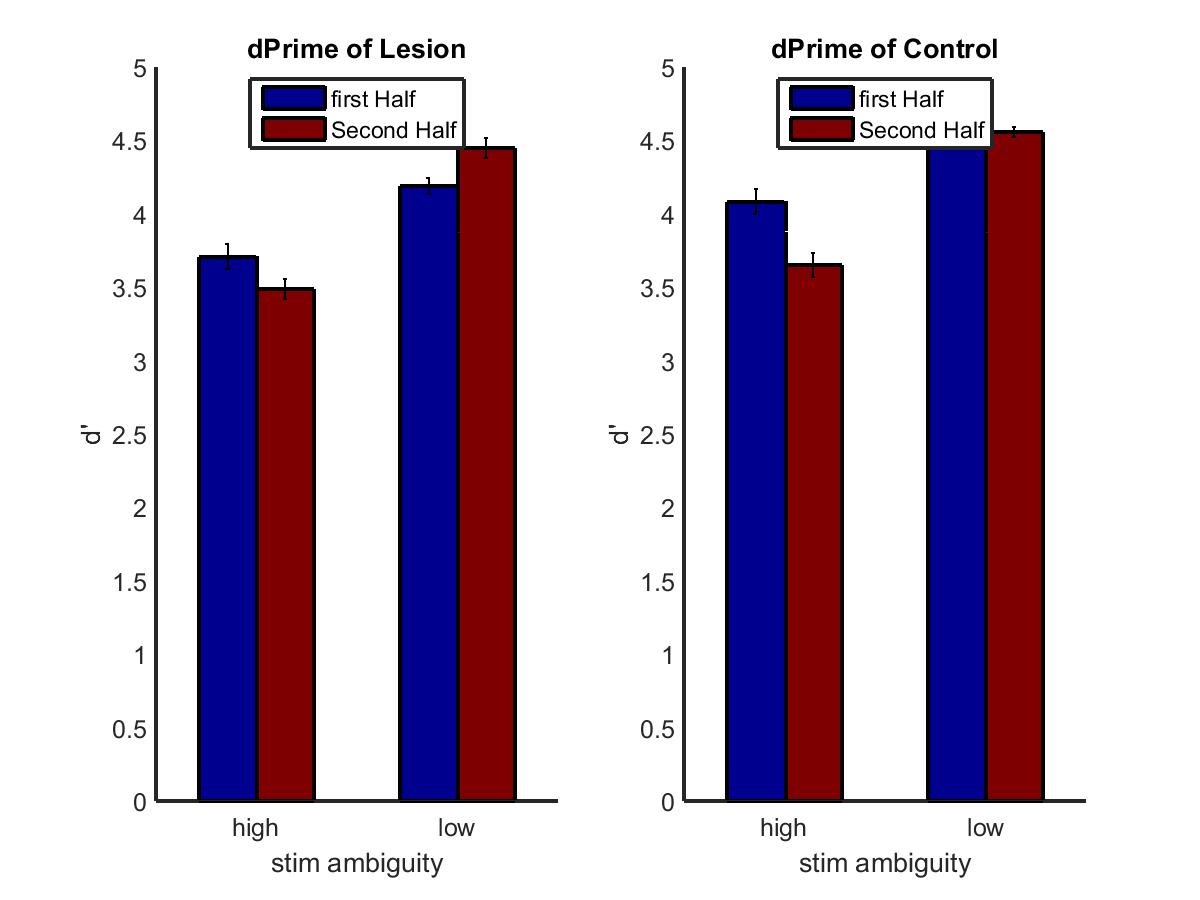 dPrime of Lesion
first Half
Second Half
5
4.5
4
3.5
3
2.5
2
1.5
1
0.5
0
d'
high low
stim ambiguity
dPrime of Control
first Half
Second Half
5
4.5
4
3.5
3
2.5
2
1.5
1
0.5
0
d'
high low
stim ambiguity